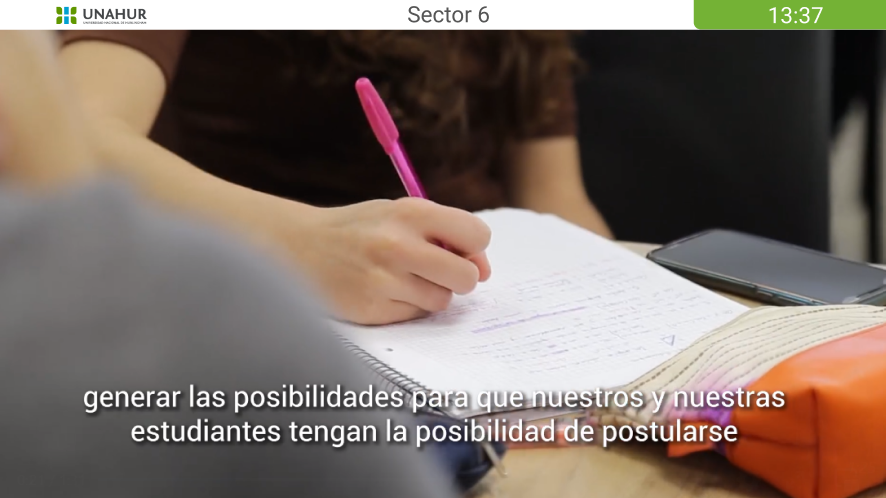 UNAHUR
Sector 6
13:37
generar las posibilidades para que nuestros y nuestras
estudiantes tengan la posibilidad de postularse